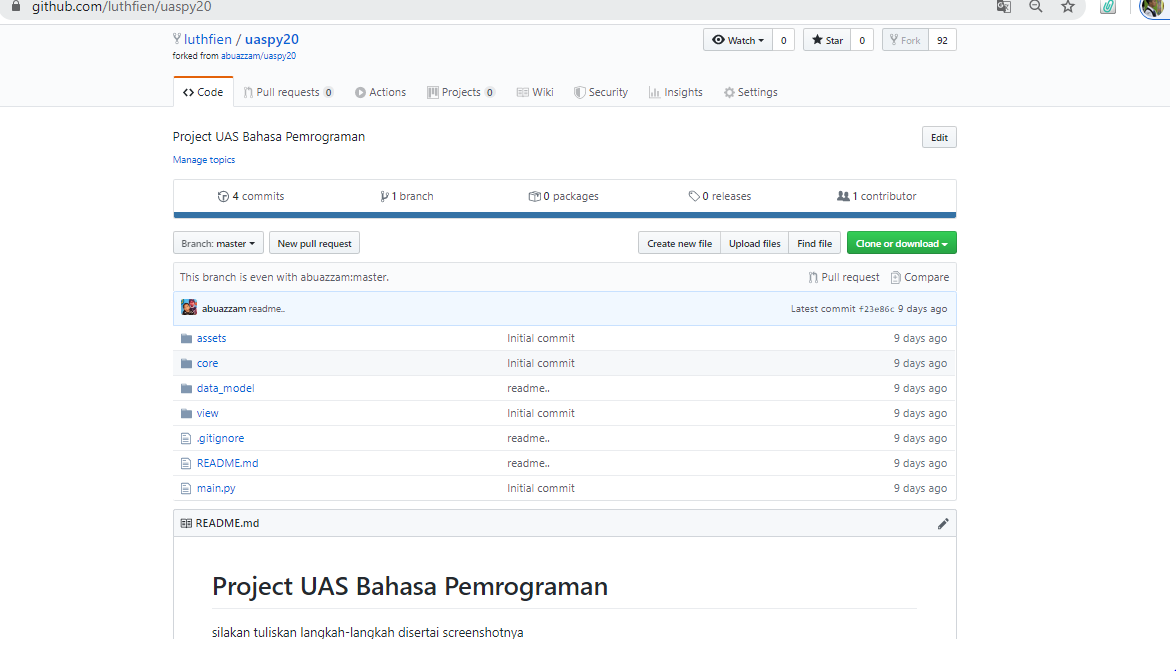 github.com/luthfien/uaspy20
luthfien / uaspy20
Watch 0 Star 0 Fork 92
forked from abuazzam/uaspy20
Code Pull requests 0 Actions Projects 0 Wiki Security Insights Settings
Project UAS Bahasa Pemrograman
Edit
Manage topics
4 commits 1 branch 0 packages 0 releases 1 contributor
Branch: master New pull request Create new file Upload files Find file Clone or download
This branch is even with abuazzam:master. Pull request Compare
abuazzam readme.. Latest commit f23e86c 9 days ago
assets Initial commit 9 days ago
core Initial commit 9 days ago
data_model readme.. 9 days ago
view Initial commit 9 days ago
.gitignore readme.. 9 days ago
README.md readme.. 9 days ago
main.py Initial commit 9 days ago
README.md
Project UAS Bahasa Pemrograman
silakan tuliskan langkah-langkah disertai screenshotnya